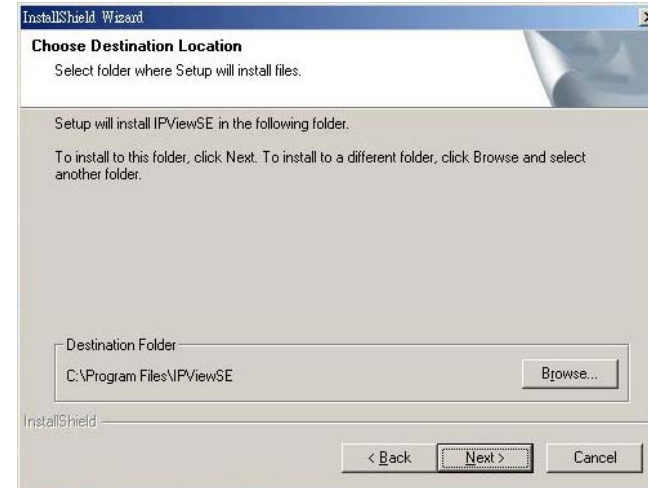 InstallShield Wizard
Choose Destination Location
Select folder where Setup will install files.
Setup will install IPViewSE in the following folder.
To install to this folder, click Next. To install to a different folder, click Browse and select
another folder.
Destination Folder
C:\Program Files\IPViewSE
Browse...
InstallShield
< Back
Next >
Cancel